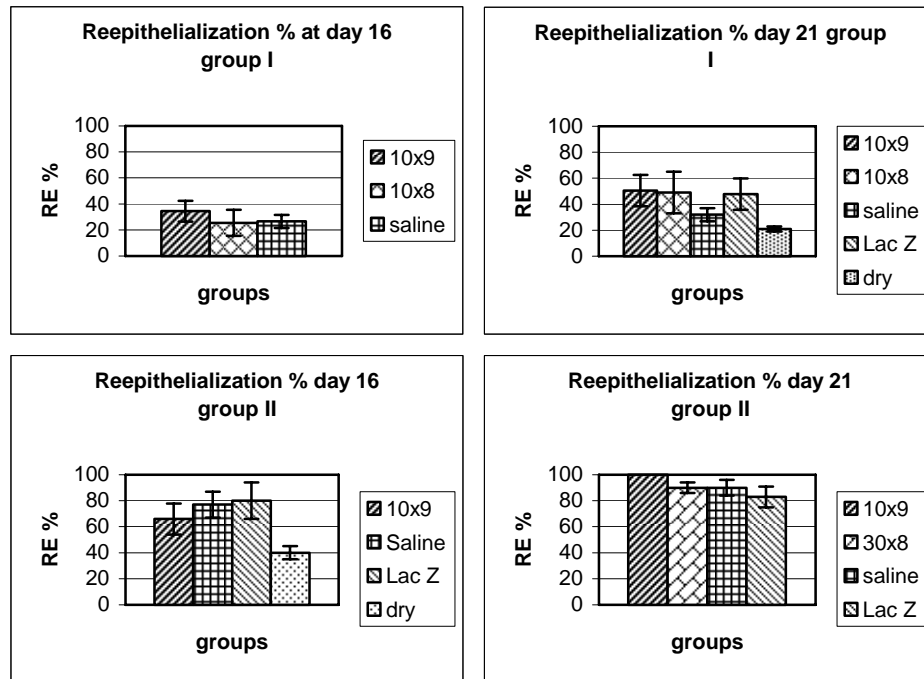 Reepithelialization % at day 16
group I
100
80
60
40
20
0
RE %
groups
10x9
10x8
saline
Reepithelialization % day 21 group
I
100
80
60
40
20
0
RE %
groups
10x9
10x8
saline
Lac Z
dry
Reepithelialization % day 16
group II
100
80
60
40
20
0
RE %
groups
10x9
Saline
Lac Z
dry
Reepithelialization % day 21
group II
100
80
60
40
20
0
RE %
groups
10x9
30x8
saline
Lac Z